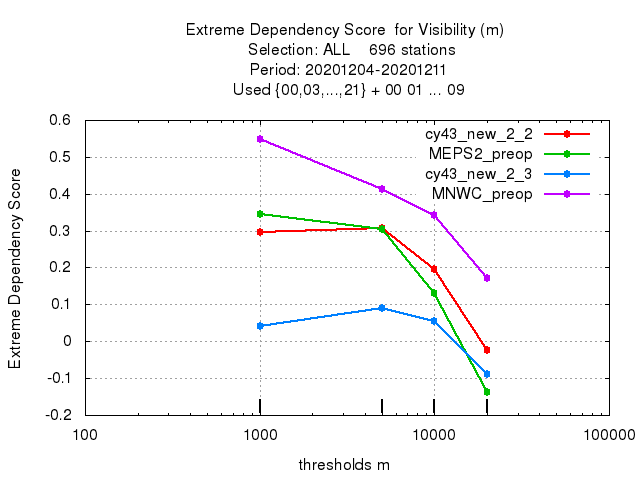 Extreme Dependency Score  for Visibility (m)
Selection: ALL    696 stations
Period: 20201204-20201211
Used {00,03,...,21} + 00 01 ... 09
cy43_new_2_2
MEPS2_preop
cy43_new_2_3
MNWC_preop
Extreme Dependency Score
0.6
0.5
0.4
0.3
0.2
0.1
0
-0.1
-0.2
100
1000
10000
100000
thresholds m